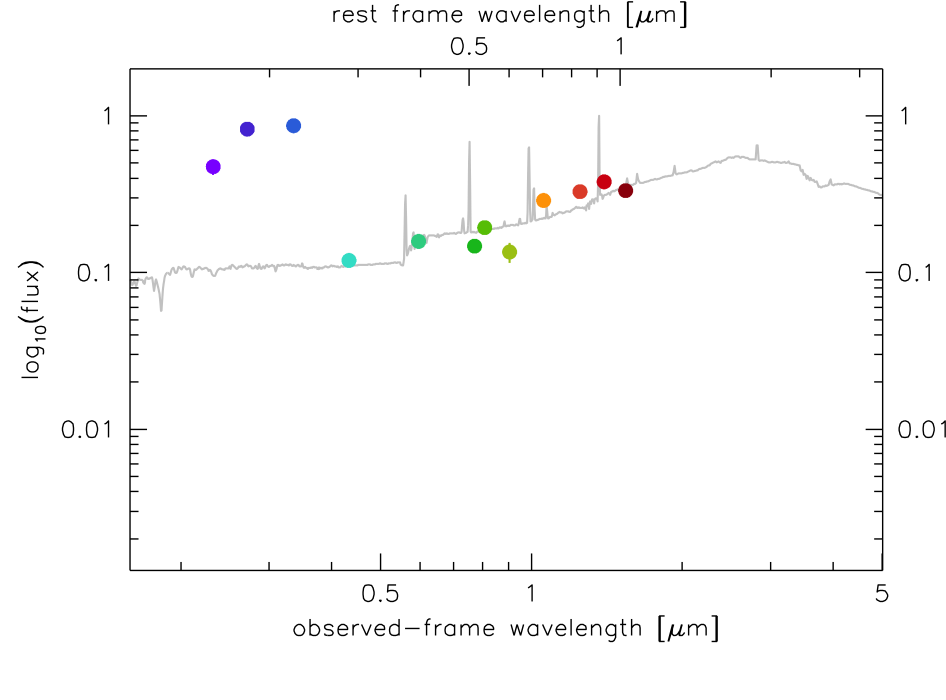 rest frame wavelength [μm]
0.5 1
1 1
0.1 0.1
0.01 0.01
log10(flux)
0.5 1 5
observed-frame wavelength [μm]